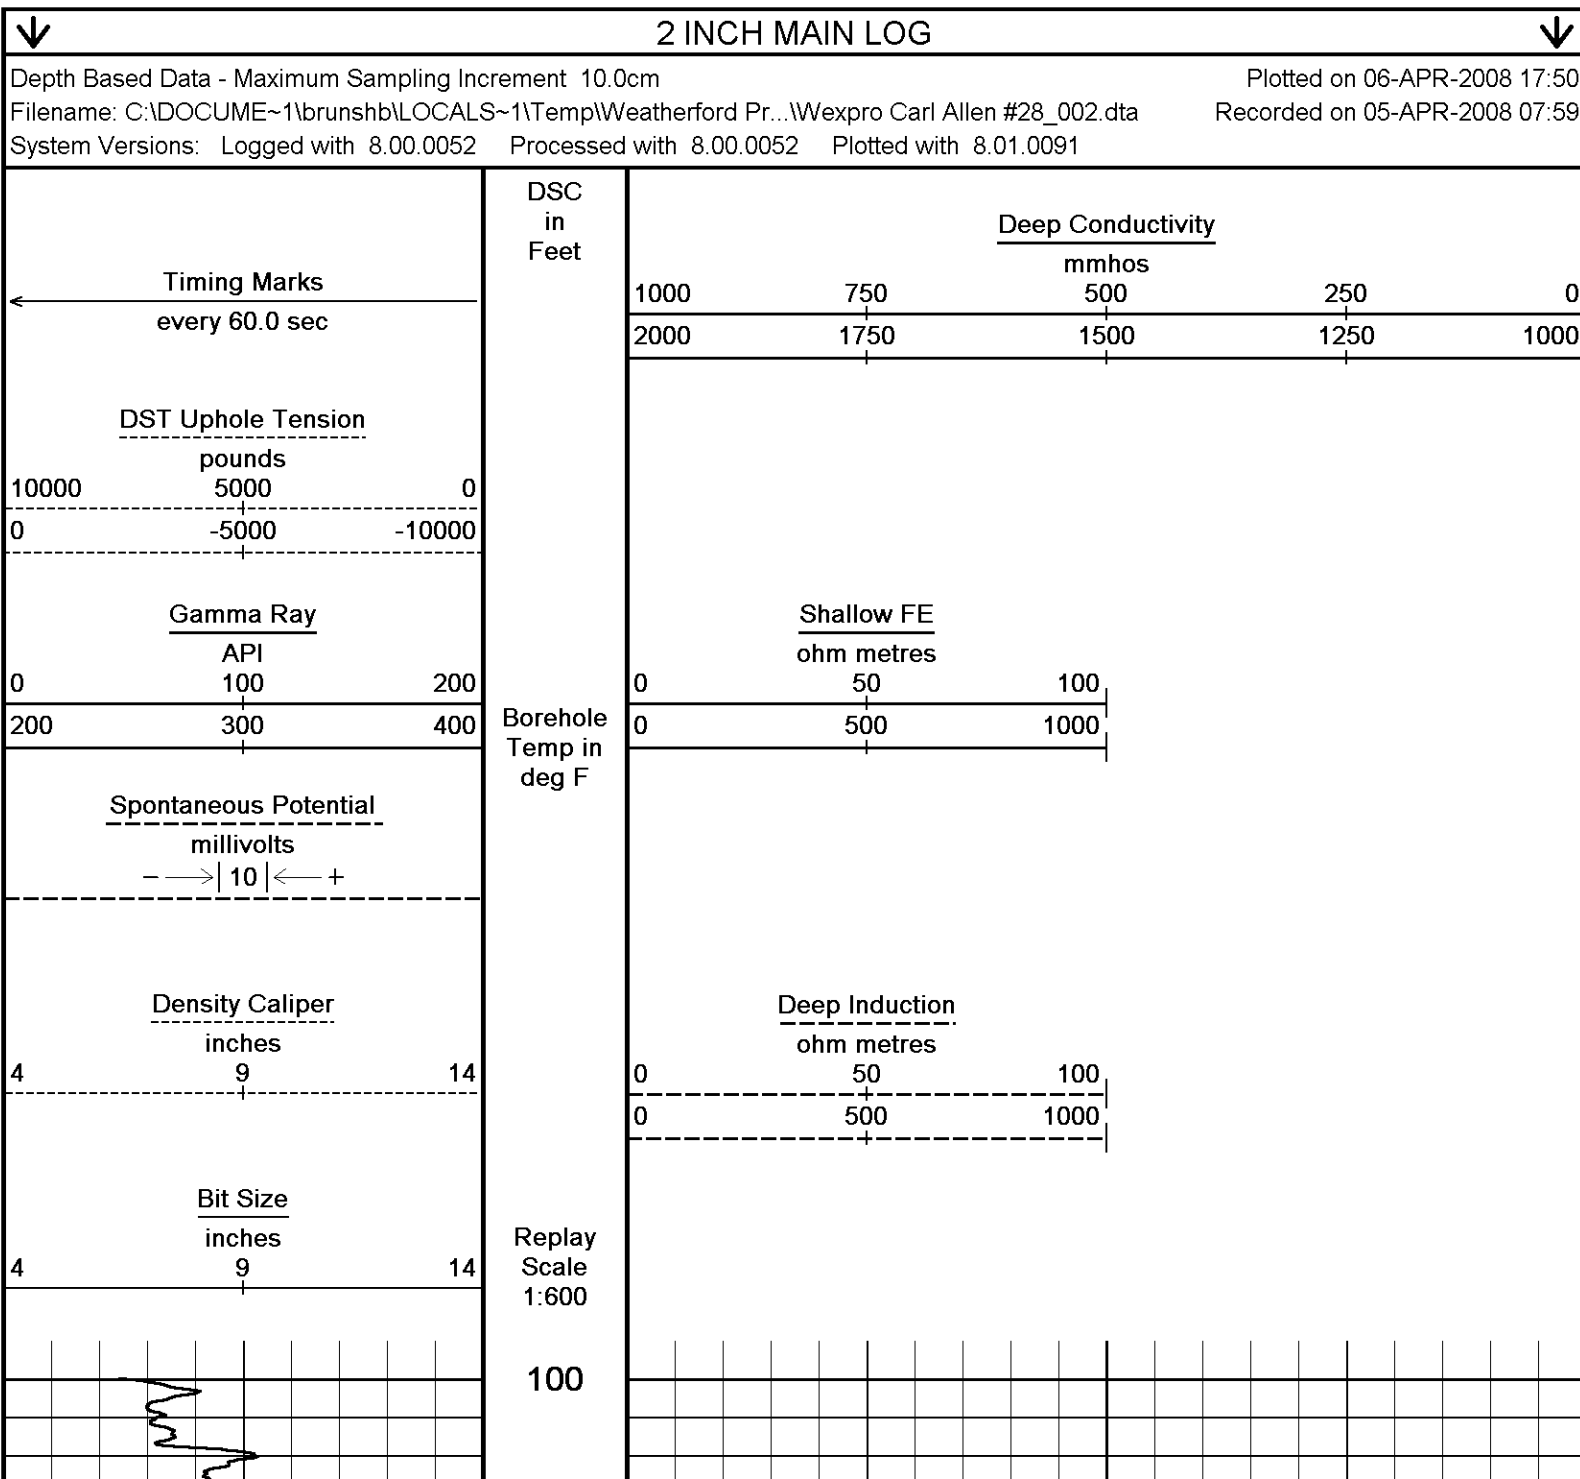 2 INCH MAIN LOG
Depth Based Data - Maximum Sampling Increment 10.0cm
Plotted on 06-APR-2008 17:50
Filename: C:\DOCUME~1\brunshb\LOCALS~1\Temp\Weatherford Pr...\Wexpro Carl Allen #28_002.dta
Recorded on 05-APR-2008 07:59
System Versions: Logged with 8.00.0052 Processed with 8.00.0052 Plotted with 8.01.0091
Timing Marks
every 60.0 sec
DST Uphole Tension
pounds
10000 5000 0
0 -5000 -10000
Gamma Ray
API
0 100 200
200 300 400
Spontaneous Potential
millivolts
− 10 +
Density Caliper
inches
4 9 14
Bit Size
inches
4 9 14
DSC
in
Feet
Borehole
Temp in
deg F
Replay
Scale
1:600
100
Deep Conductivity
mmhos
1000 750 500 250 0
2000 1750 1500 1250 1000
Shallow FE
ohm metres
0 50 100
0 500 1000
Deep Induction
ohm metres
0 50 100
0 500 1000